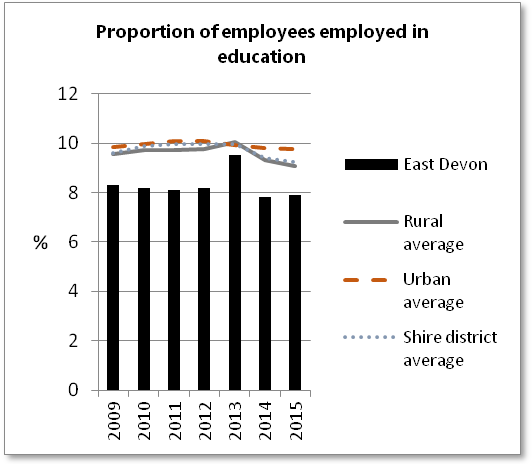 Proportion of employees employed in
education
12
10
8
6
4
2
0
%
2009
2010
2011
2012
2013
2014
2015
East Devon
Rural
average
Urban
average
Shire district
average